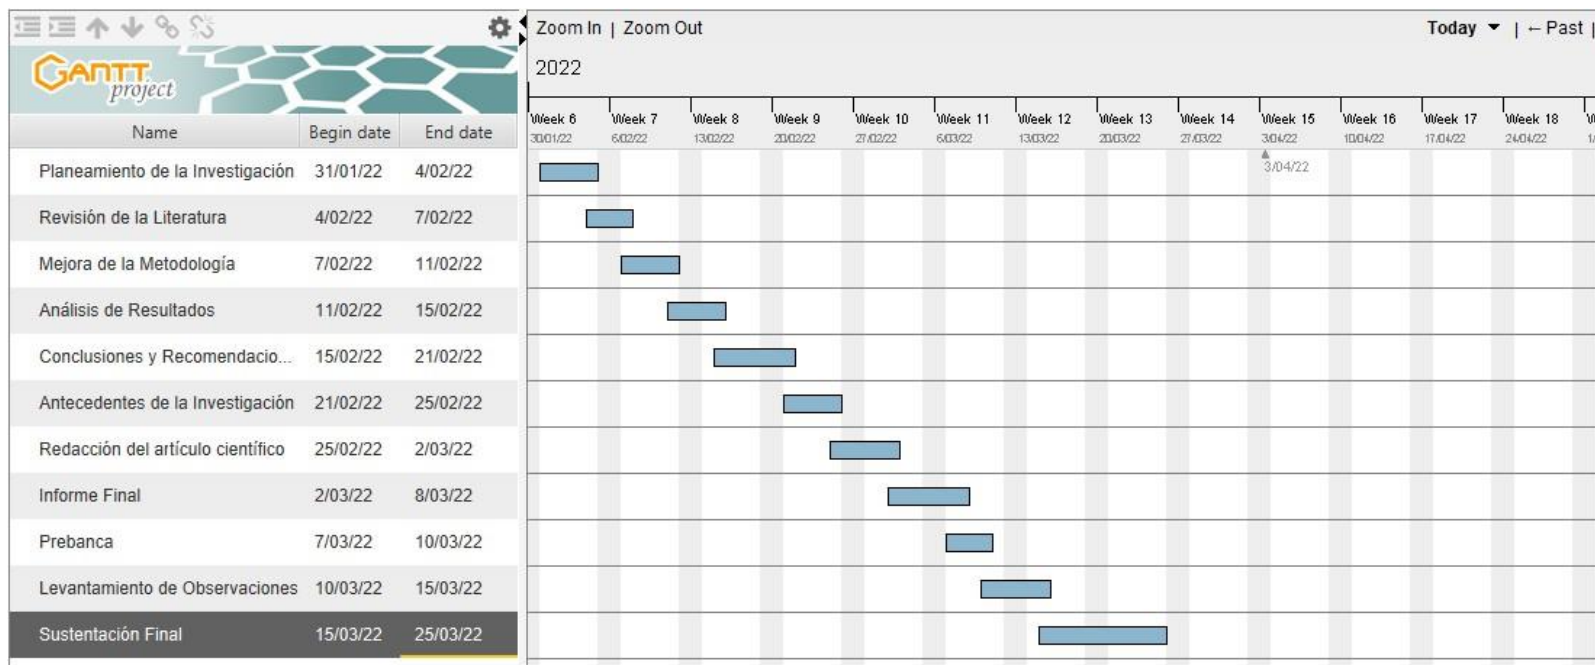 Zoom In | Zoom Out Today ▼ | ← Past |
GANTT project
2022
Name Begin date End date
Week 6 Week 7 Week 8 Week 9 Week 10 Week 11 Week 12 Week 13 Week 14 Week 15 Week 16 Week 17 Week 18
30/01/22 6/02/22 13/02/22 20/02/22 27/02/22 6/03/22 13/03/22 20/03/22 27/03/22 3/04/22 10/04/22 17/04/22 24/04/22
3/04/22
Planeamiento de la Investigación 31/01/22 4/02/22
Revisión de la Literatura 4/02/22 7/02/22
Mejora de la Metodología 7/02/22 11/02/22
Análisis de Resultados 11/02/22 15/02/22
Conclusiones y Recomendacio... 15/02/22 21/02/22
Antecedentes de la Investigación 21/02/22 25/02/22
Redacción del artículo científico 25/02/22 2/03/22
Informe Final 2/03/22 8/03/22
Prebanca 7/03/22 10/03/22
Levantamiento de Observaciones 10/03/22 15/03/22
Sustentación Final 15/03/22 25/03/22